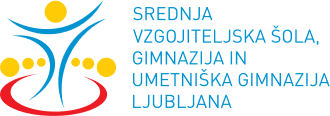 SREDNJA
VZGOJITELJSKA ŠOLA,
GIMNAZIJA IN
UMETNIŠKA GIMNAZIJA
LJUBLJANA